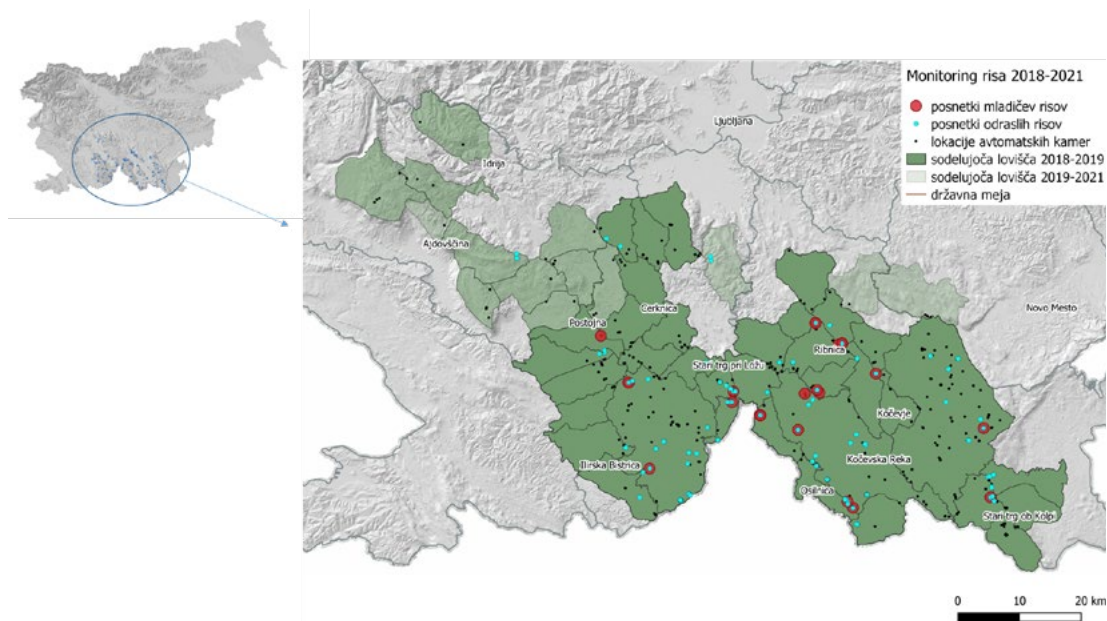 Monitoring risa 2018-2021
posnetki mladičev risov
posnetki odraslih risov
lokacije avtomatskih kamer
sodelujoča lovišča 2018-2019
sodelujoča lovišča 2019-2021
državna meja
Ljubljana
Idrija
Ajdovščina
Novo Mesto
Cerknica
Postojna
Ribnica
Stari trg pri Ložu
Kočevje
Kočevska Reka
Ilirska Bistrica
Osilnica
Stari trg ob Kolpi
0 10 20 km